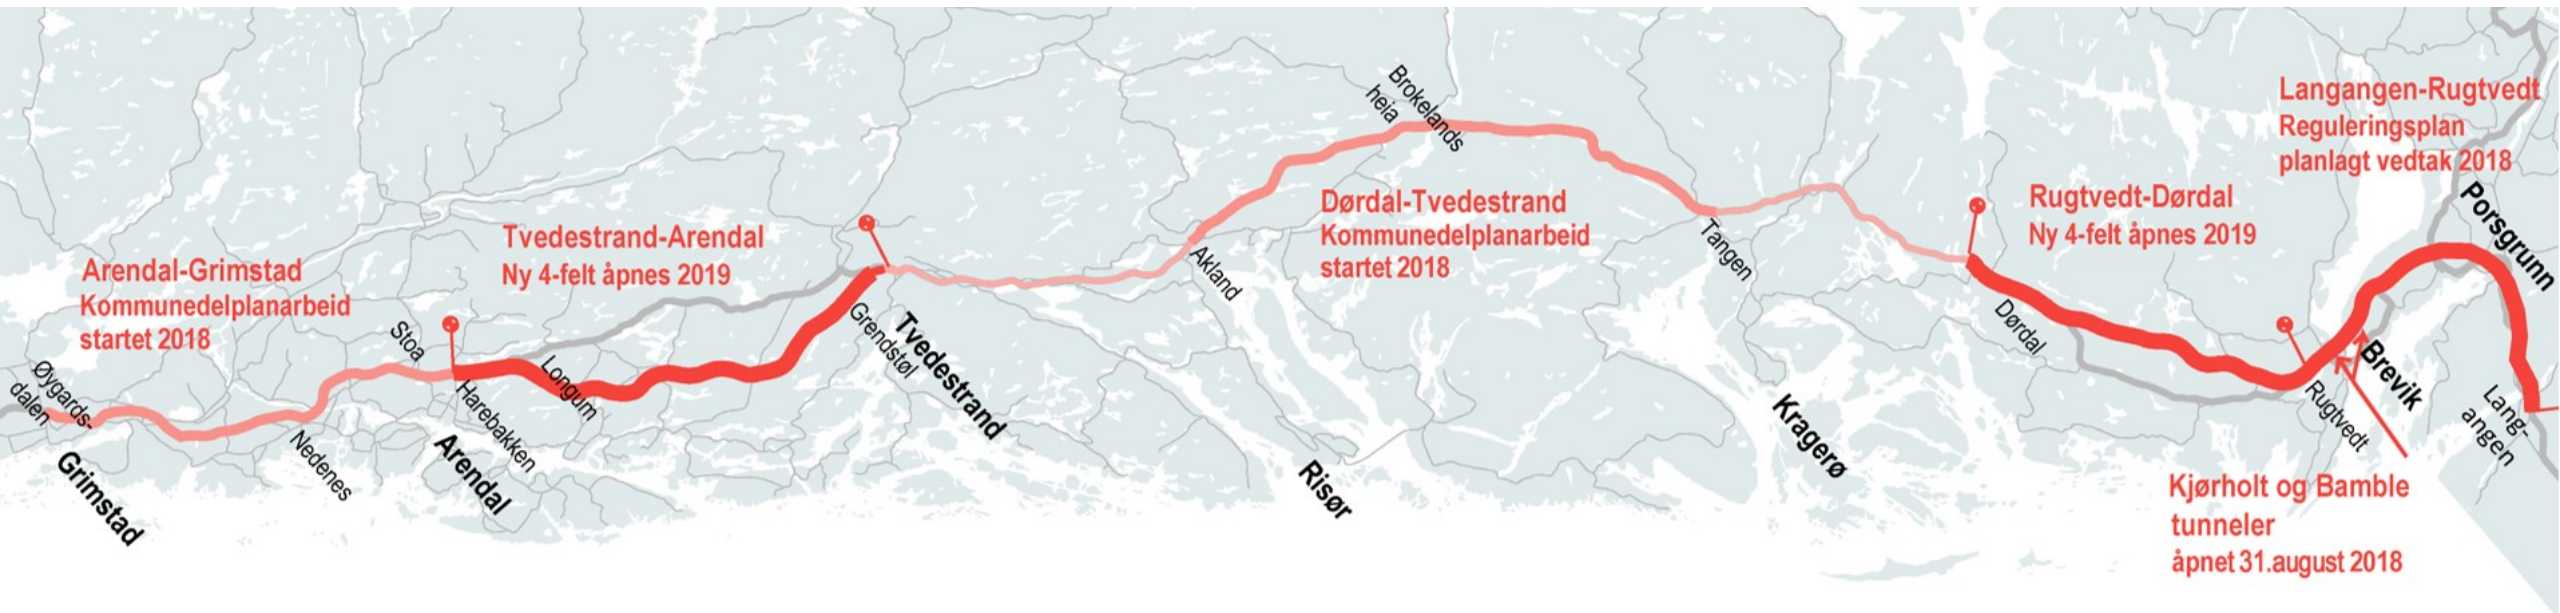 Arendal-Grimstad
Kommunedelplanarbeid
startet 2018
Tvedestrand-Arendal
Ny 4-felt åpnes 2019
Dørdal-Tvedestrand
Kommunedelplanarbeid
startet 2018
Rugtvedt-Dørdal
Ny 4-felt åpnes 2019
Langangen-Rugtvedt
Reguleringsplan
planlagt vedtak 2018
Kjørholt og Bamble
tunneler
åpnet 31.august 2018
Øygards-
dalen
Grimstad
Nedenes
Stoa
Arendal
Harebakken
Longum
Grendstøl
Tvedestrand
Akland
Risør
Brokelands
heia
Tangen
Kragerø
Dørdal
Rugtvedt
Brevik
Porsgrunn
Lang-
angen